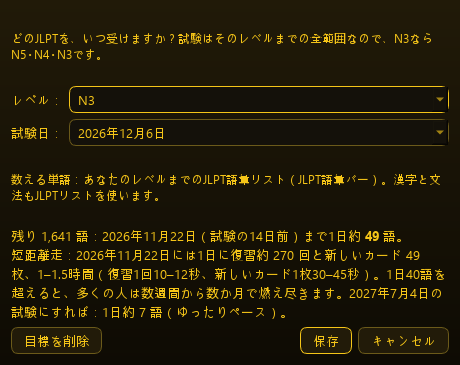 どのJLPTを、いつ受けますか？試験はそのレベルまでの全範囲なので、N3なら
N5・N4・N3です。
レベル： N3
試験日： 2026年12月6日
数える単語：あなたのレベルまでのJLPT語彙リスト（JLPT語彙バー）。漢字と文
法もJLPTリストを使います。
残り 1,641 語：2026年11月22日（試験の14日前）まで1日約 49 語。
短距離走：2026年11月22日には1日に復習約 270 回と新しいカード 49
枚、1–1.5時間（復習1回10–12秒、新しいカード1枚30–45秒）。1日40語を
超えると、多くの人は数週間から数か月で燃え尽きます。2027年7月4日の
試験にすれば：1日約 7 語（ゆったりペース）。
目標を削除 保存 キャンセル